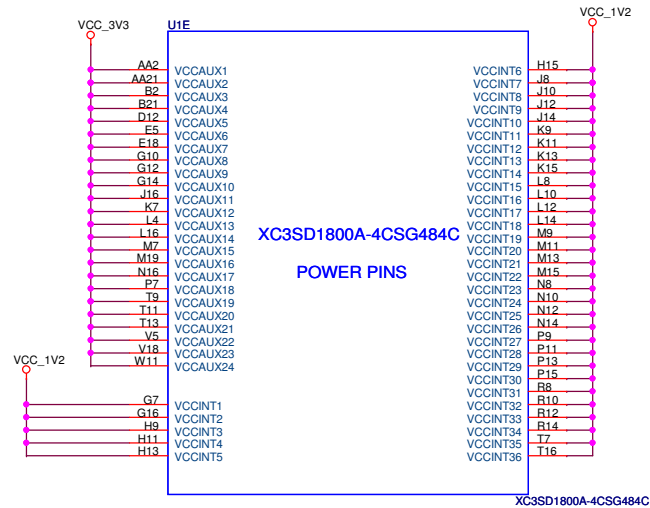 VCC_3V3
U1E
VCC_1V2
AA2 VCCAUX1
AA21 VCCAUX2
B2 VCCAUX3
B21 VCCAUX4
D12 VCCAUX5
E5 VCCAUX6
E18 VCCAUX7
G10 VCCAUX8
G12 VCCAUX9
G14 VCCAUX10
J16 VCCAUX11
K7 VCCAUX12
L4 VCCAUX13
L16 VCCAUX14
M7 VCCAUX15
M19 VCCAUX16
N16 VCCAUX17
P7 VCCAUX18
T9 VCCAUX19
T11 VCCAUX20
T13 VCCAUX21
V5 VCCAUX22
V18 VCCAUX23
W11 VCCAUX24
VCC_1V2
G7 VCCINT1
G16 VCCINT2
H9 VCCINT3
H11 VCCINT4
H13 VCCINT5
XC3SD1800A-4CSG484C
POWER PINS
VCCINT6 H15
VCCINT7 J8
VCCINT8 J10
VCCINT9 J12
VCCINT10 J14
VCCINT11 K9
VCCINT12 K11
VCCINT13 K13
VCCINT14 K15
VCCINT15 L8
VCCINT16 L10
VCCINT17 L12
VCCINT18 L14
VCCINT19 M9
VCCINT20 M11
VCCINT21 M13
VCCINT22 M15
VCCINT23 N8
VCCINT24 N10
VCCINT25 N12
VCCINT26 N14
VCCINT27 P9
VCCINT28 P11
VCCINT29 P13
VCCINT30 P15
VCCINT31 R8
VCCINT32 R10
VCCINT33 R12
VCCINT34 R14
VCCINT35 T7
VCCINT36 T16
XC3SD1800A-4CSG484C